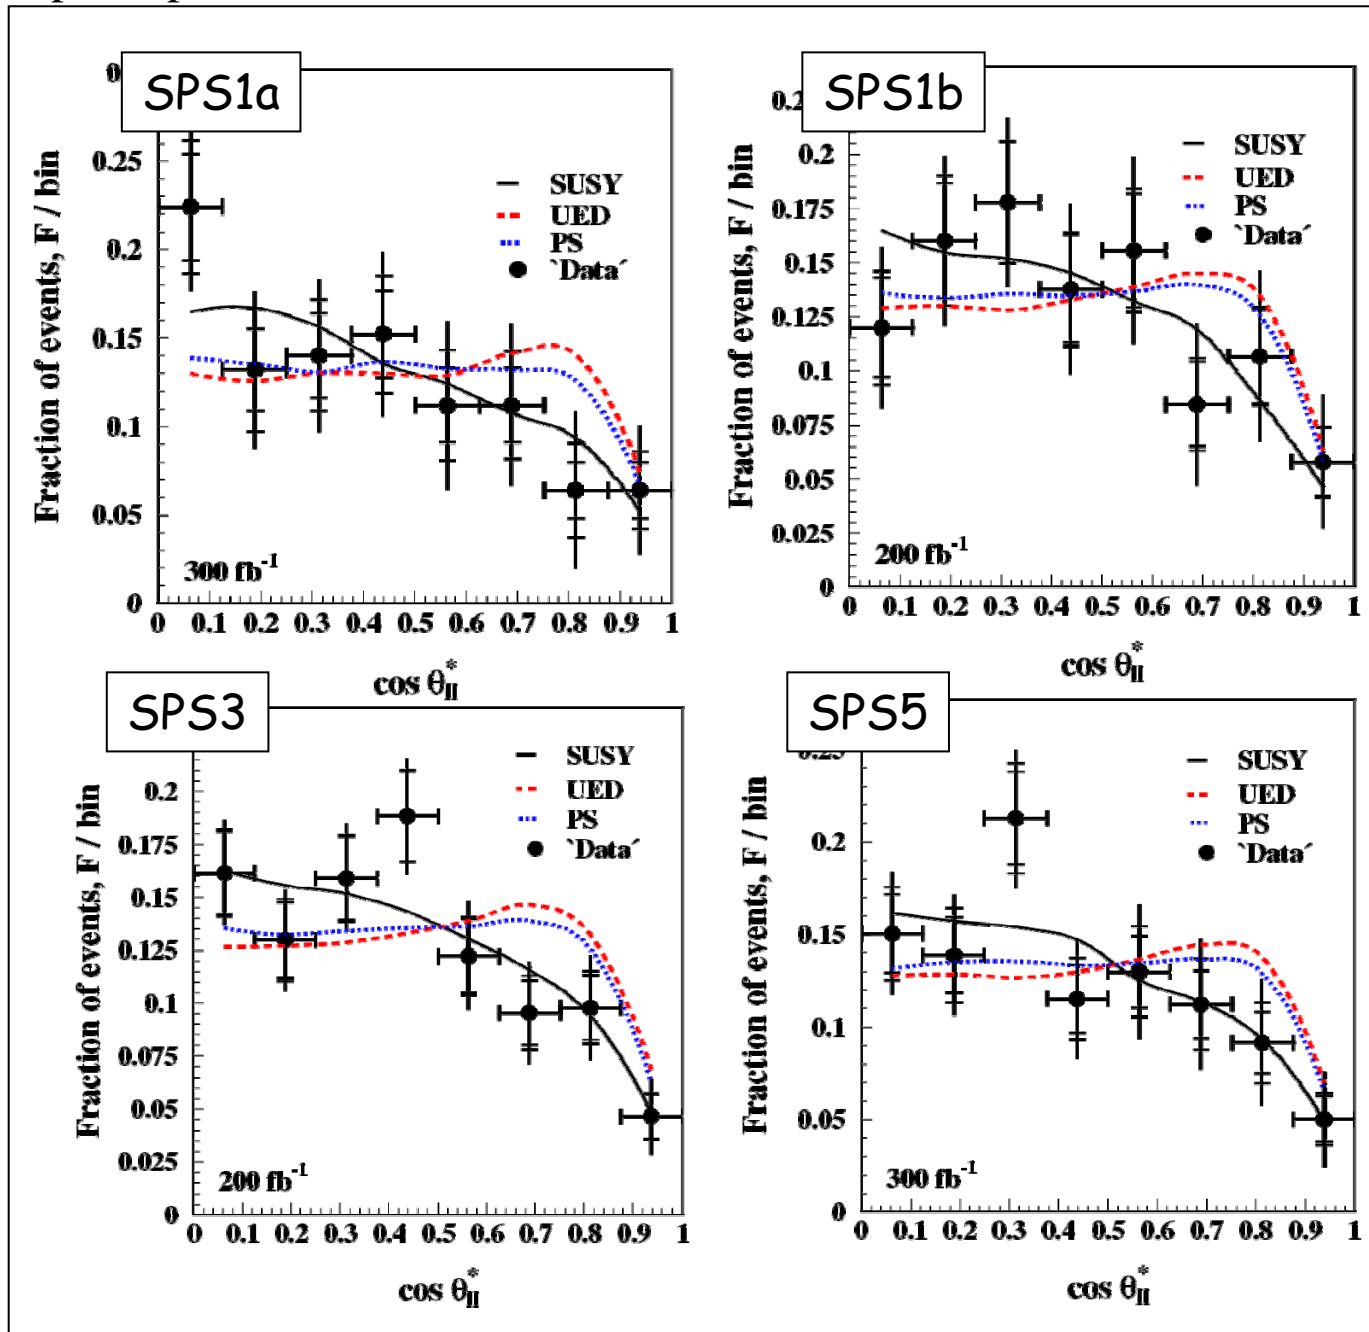 SPS1a
0.25
0.2
0.15
0.1
0.05
0
Fraction of events, F / bin
SUSY
UED
PS
`Data´
300 fb-1
0 0.1 0.2 0.3 0.4 0.5 0.6 0.7 0.8 0.9 1
cos θ*ll
SPS1b
0.2
0.175
0.15
0.125
0.1
0.075
0.05
0.025
0
Fraction of events, F / bin
SUSY
UED
PS
`Data´
200 fb-1
0 0.1 0.2 0.3 0.4 0.5 0.6 0.7 0.8 0.9 1
cos θ*ll
SPS3
0.2
0.175
0.15
0.125
0.1
0.075
0.05
0.025
0
Fraction of events, F / bin
SUSY
UED
PS
`Data´
200 fb-1
0 0.1 0.2 0.3 0.4 0.5 0.6 0.7 0.8 0.9 1
cos θ*ll
SPS5
0.25
0.2
0.15
0.1
0.05
0
Fraction of events, F / bin
SUSY
UED
PS
`Data´
300 fb-1
0 0.1 0.2 0.3 0.4 0.5 0.6 0.7 0.8 0.9 1
cos θ*ll